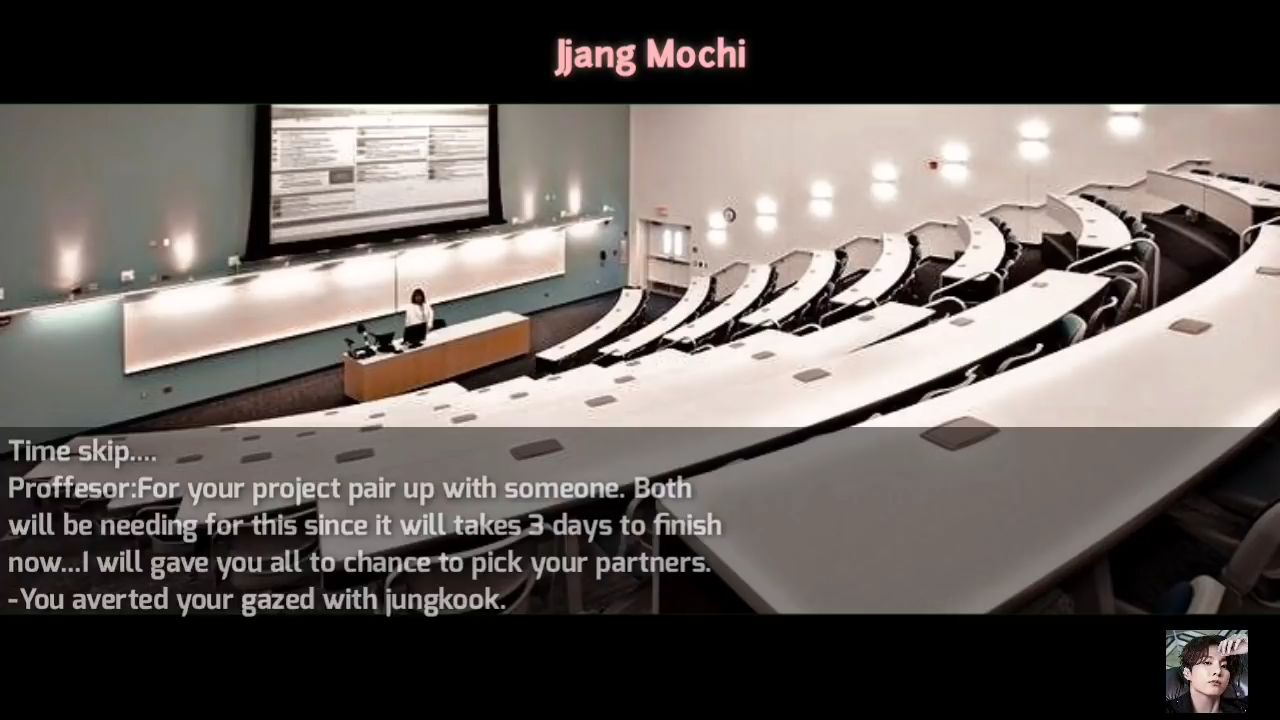 Jjang Mochi
Time skip....
Proffesor:For your project pair up with someone. Both
will be needing for this since it will takes 3 days to finish
now...I will gave you all to chance to pick your partners.
-You averted your gazed with jungkook.